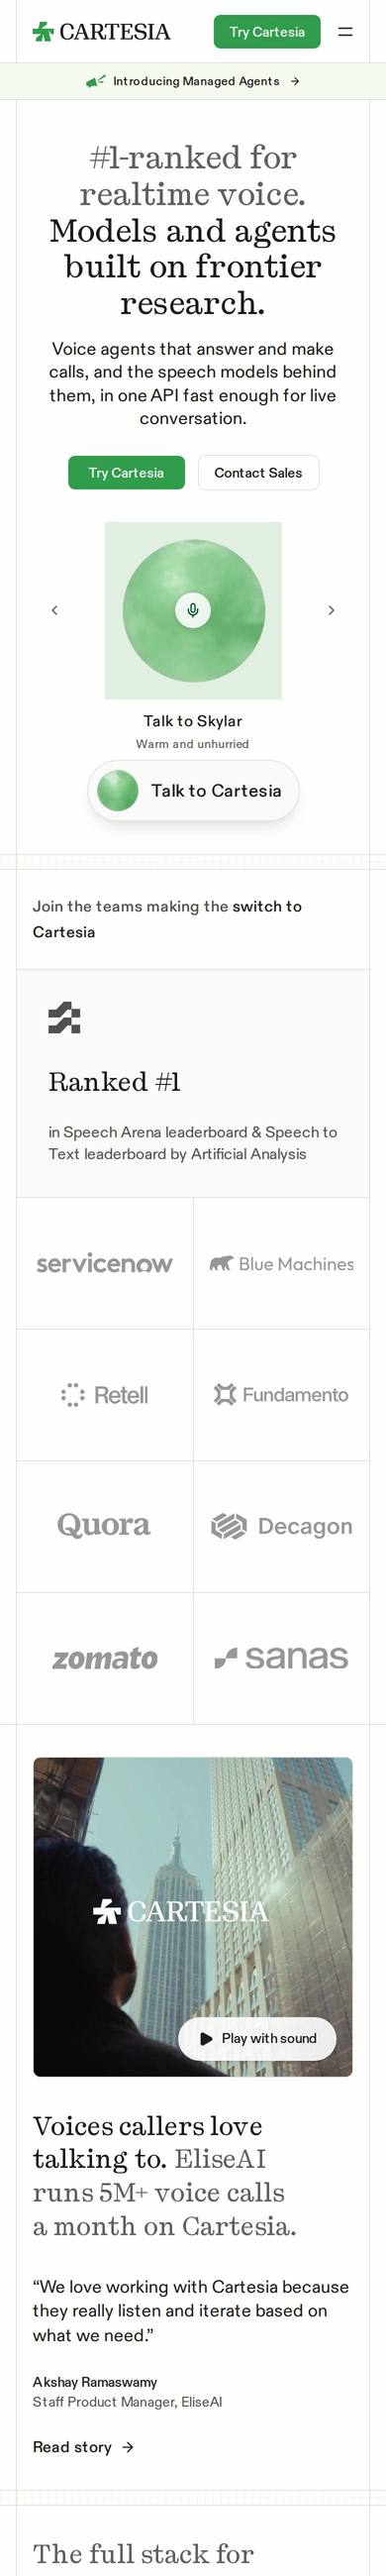 CARTESIA
Try Cartesia
Introducing Managed Agents →
#1-ranked for
realtime voice.
Models and agents
built on frontier
research.
Voice agents that answer and make
calls, and the speech models behind
them, in one API fast enough for live
conversation.
Try Cartesia
Contact Sales
Talk to Skylar
Warm and unhurried
Talk to Cartesia
Join the teams making the switch to
Cartesia
Ranked #1
in Speech Arena leaderboard & Speech to
Text leaderboard by Artificial Analysis
servicenow
Blue Machines
Retell
Fundamento
Quora
Decagon
zomato
sanas
CARTESIA
Play with sound
Voices callers love
talking to. EliseAI
runs 5M+ voice calls
a month on Cartesia.
“We love working with Cartesia because
they really listen and iterate based on
what we need.”
Akshay Ramaswamy
Staff Product Manager, EliseAI
Read story →
The full stack for